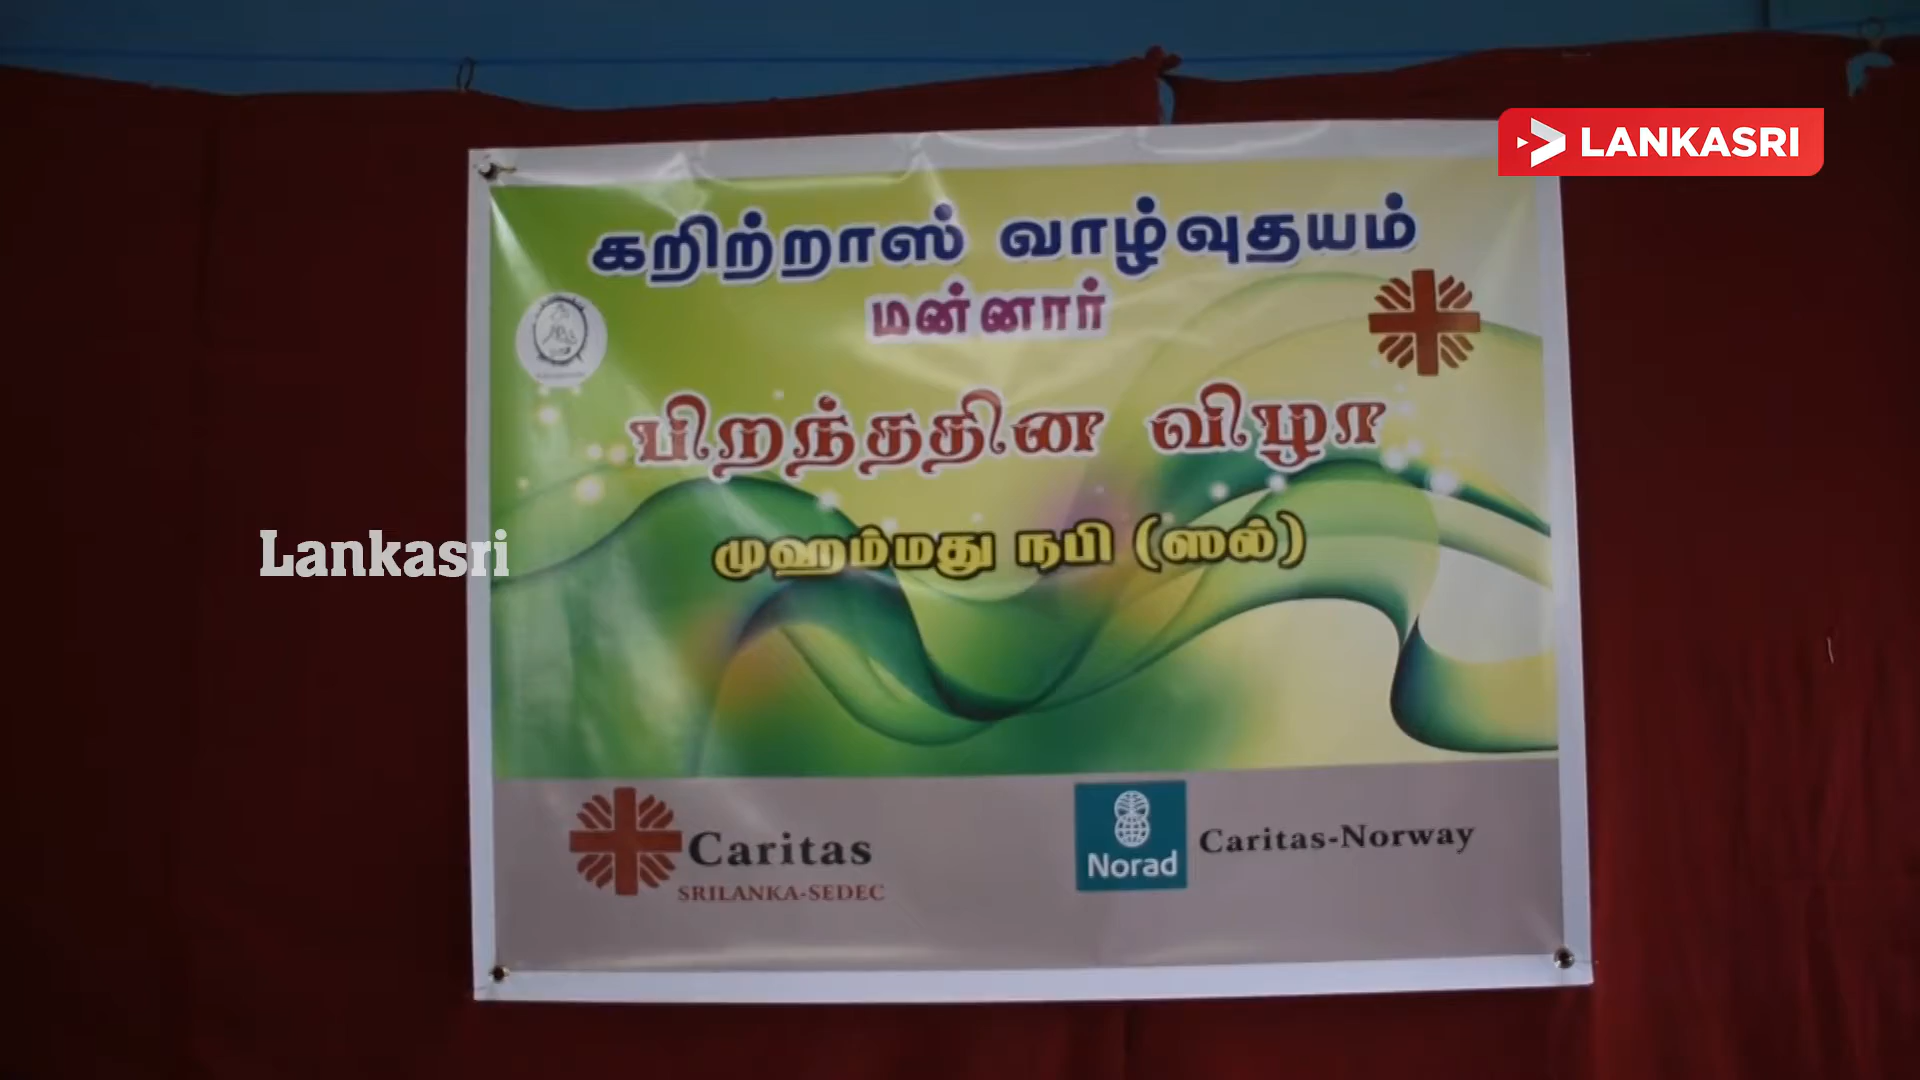 LANKASRI
கறிற்றாஸ் வாழ்வுதயம்
மன்னார்
பிறந்ததின விழா
முஹம்மது நபி (ஸல்)
Lankasri
Caritas
SRILANKA-SEDEC
Norad
Caritas-Norway